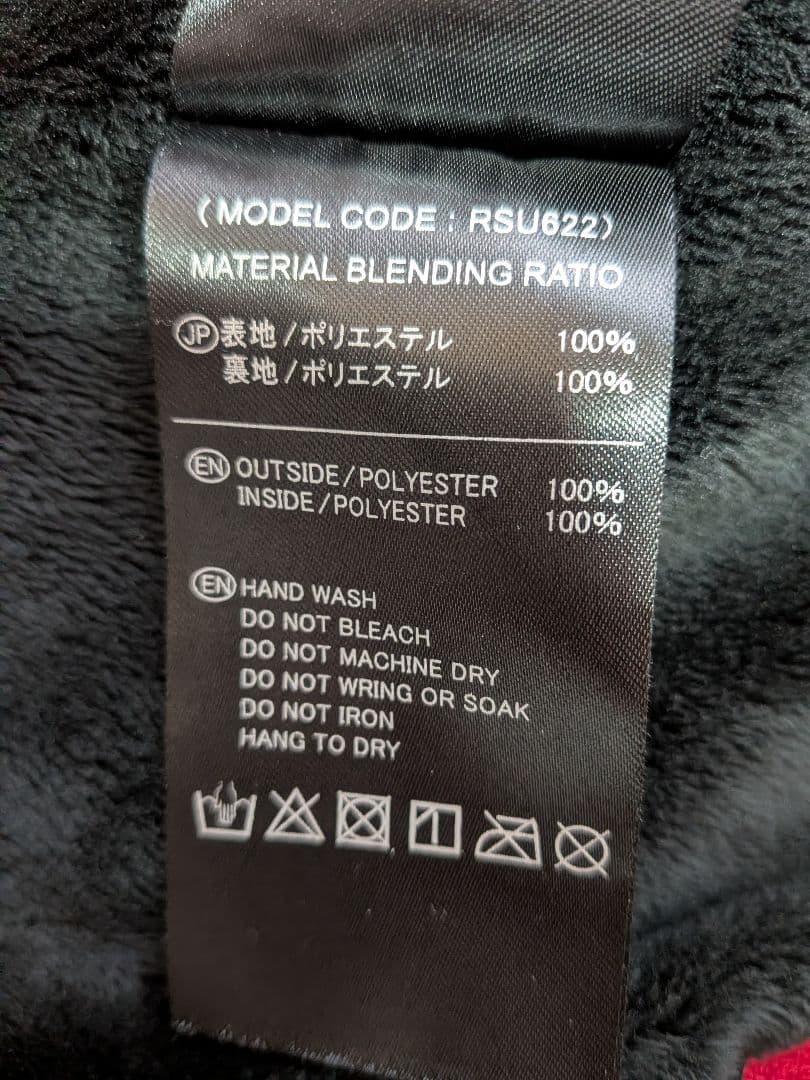 (MODEL CODE : RSU622)
MATERIAL BLENDING RATIO
JP 表地/ポリエステル 100%
裏地/ポリエステル 100%
EN OUTSIDE/POLYESTER 100%
INSIDE/POLYESTER 100%
EN HAND WASH
DO NOT BLEACH
DO NOT MACHINE DRY
DO NOT WRING OR SOAK
DO NOT IRON
HANG TO DRY